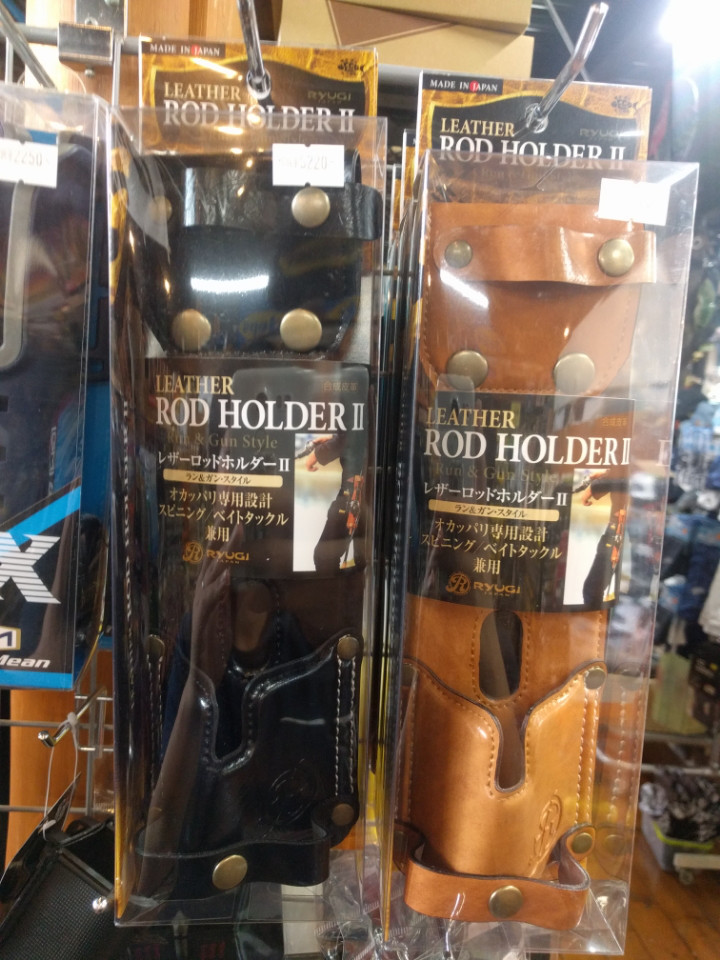 MADE IN JAPAN
LEATHER
ROD HOLDER II
RYUGI
LEATHER
ROD HOLDER II
Run & Gun Style
レザーロッドホルダーII
ラン&ガン・スタイル
オカッパリ専用設計
スピニング/ベイトタックル
兼用
RYUGI
MADE IN JAPAN
LEATHER
ROD HOLDER II
RYUGI
LEATHER
ROD HOLDER II
Run & Gun Style
レザーロッドホルダーII
ラン&ガン・スタイル
オカッパリ専用設計
スピニング/ベイトタックル
兼用
RYUGI
JAPAN
X
Mean